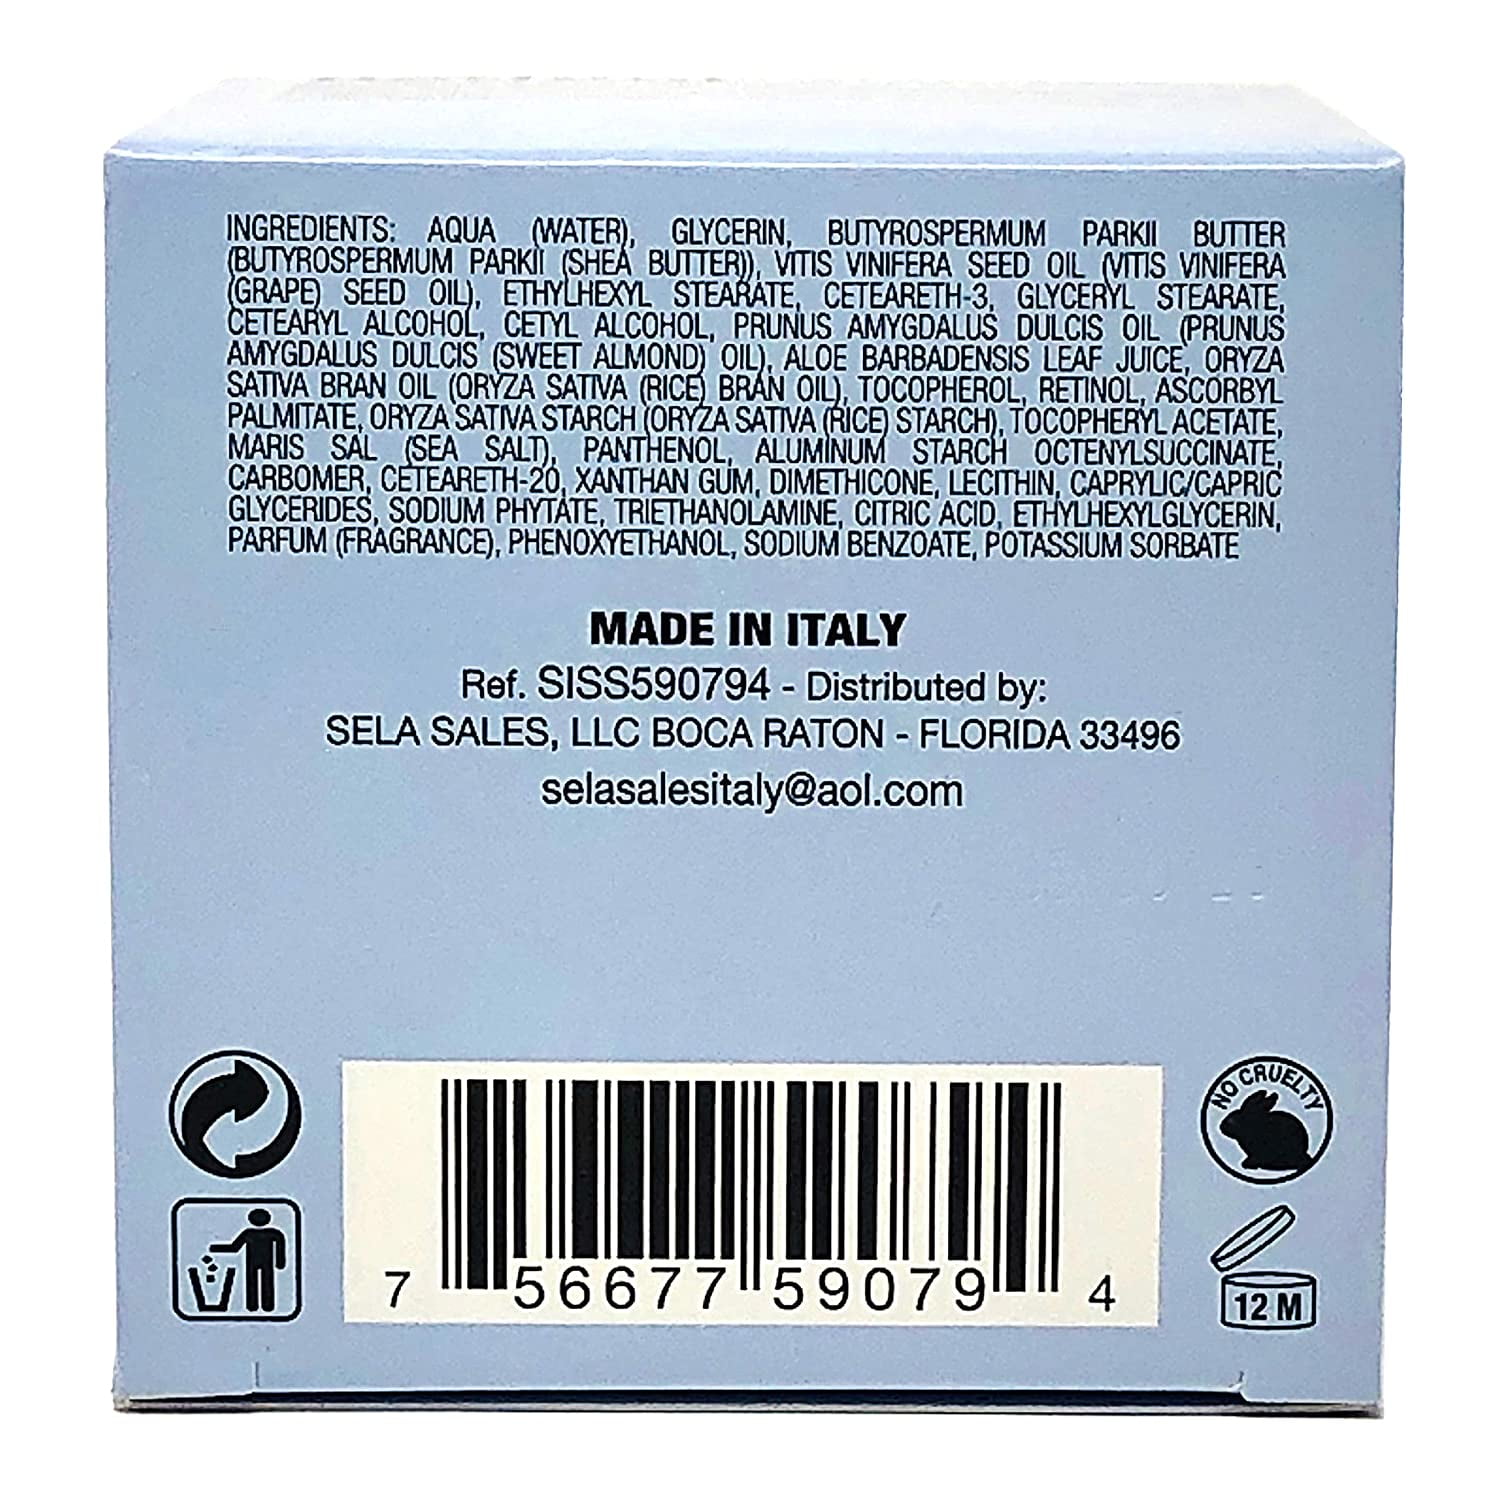 INGREDIENTS: AQUA (WATER), GLYCERIN, BUTYROSPERMUM PARKII BUTTER
(BUTYROSPERMUM PARKII (SHEA BUTTER)), VITIS VINIFERA SEED OIL (VITIS VINIFERA
(GRAPE) SEED OIL), ETHYLHEXYL STEARATE, CETEARETH-3, GLYCERYL STEARATE,
CETEARYL ALCOHOL, CETYL ALCOHOL, PRUNUS AMYGDALUS DULCIS OIL (PRUNUS
AMYGDALUS DULCIS (SWEET ALMOND) OIL), ALOE BARBADENSIS LEAF JUICE, ORYZA
SATIVA BRAN OIL (ORYZA SATIVA (RICE) BRAN OIL), TOCOPHEROL, RETINOL, ASCORBYL
PALMITATE, ORYZA SATIVA STARCH (ORYZA SATIVA (RICE) STARCH), TOCOPHERYL ACETATE,
MARIS SAL (SEA SALT), PANTHENOL, ALUMINUM STARCH OCTENYLSUCCINATE,
CARBOMER, CETEARETH-20, XANTHAN GUM, DIMETHICONE, LECITHIN, CAPRYLIC/CAPRIC
GLYCERIDES, SODIUM PHYTATE, TRIETHANOLAMINE, CITRIC ACID, ETHYLHEXYLGLYCERIN,
PARFUM (FRAGRANCE), PHENOXYETHANOL, SODIUM BENZOATE, POTASSIUM SORBATE
MADE IN ITALY
Ref. SISS590794 - Distributed by:
SELA SALES, LLC BOCA RATON - FLORIDA 33496
selasalesitaly@aol.com
NO CRUELTY
7 56677 59079 4
12 M